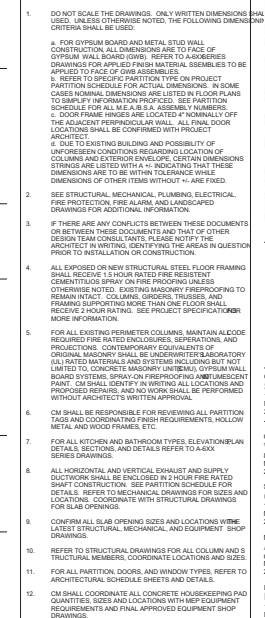 1. DO NOT SCALE THE DRAWINGS. ONLY WRITTEN DIMENSIONS SHAL
USED. UNLESS OTHERWISE NOTED, THE FOLLOWING DIMENSIONIN
CRITERIA SHALL BE USED:
a. FOR GYPSUM BOARD AND METAL STUD WALL
CONSTRUCTION, ALL DIMENSIONS ARE TO FACE OF
GYPSUM WALL BOARD (GWB). REFER TO A-6XX SERIES
DRAWINGS FOR APPLIED FINISH MATERIAL SSEMBLES TO BE
APPLIED TO FACE OF GWB ASSEMBLIES.
b. REFER TO SPECIFIC PARTITION TYPE ON PROJECT
PARTITION SCHEDULE FOR ACTUAL DIMENSIONS. IN SOME
CASES NOMINAL DIMENSIONS ARE LISTED IN FLOOR PLANS
TO SIMPLIFY INFORMATION PROFICED. SEE PARTITION
SCHEDULE FOR ALL M.E.A./B.S.A. ASSEMBLY NUMBERS.
c. DOOR FRAME HINGES ARE LOCATED 4" NOMINALLY OFF
THE ADJACENT PERPINDICULAR WALL. ALL FINAL DOOR
LOCATIONS SHALL BE CONFIRMED WITH PROJECT
ARCHITECT.
d. DUE TO EXISTING BUILDING AND POSSIBILITY OF
UNFORESEEN CONDITIONS REGARDING LOCATION OF
COLUMNS AND EXTERIOR ENVELOPE, CERTAIN DIMENSIONS
STRINGS ARE LISTED WITH A +/- INDICATING THAT THESE
DIMENSIONS ARE TO BE WITHIN TOLERANCE WHILE
DIMENSIONS OF OTHER ITEMS WITHOUT +/- ARE FIXED.
2. SEE STRUCTURAL, MECHANICAL, PLUMBING, ELECTRICAL,
FIRE PROTECTION, FIRE ALARM, AND LANDSCAPED
DRAWINGS FOR ADDITIONAL INFORMATION.
3. IF THERE ARE ANY CONFLICTS BETWEEN THESE DOCUMENTS
OR BETWEEN THESE DOCUMENTS AND THAT OF OTHER
DESIGN TEAM CONSULTANTS, PLEASE NOTIFY THE
ARCHITECT IN WRITING, IDENTIFYING THE AREAS IN QUESTION
PRIOR TO INSTALLATION OR CONSTRUCTION.
4. ALL EXPOSED OR NEW STRUCTURAL STEEL FLOOR FRAMING
SHALL RECEIVE 1.5 HOUR RATED FIRE RESISTENT
CEMENTITIUOS SPRAY ON FIRE PROOFING UNLESS
OTHERWISE NOTED. EXISTING MASONRY FIREPROOFING TO
REMAIN INTACT. COLUMNS, GIRDERS, TRUSSES, AND
FRAMING SUPPORTING MORE THAN ONE FLOOR SHALL
RECEIVE 2 HOUR RATING. SEE PROJECT SPECIFICATIONS FOR
MORE INFORMATION.
5. FOR ALL EXISTING PERIMETER COLUMNS, MAINTAIN ALL CODE
REQUIRED FIRE RATED ENCLOSURES, SEPERATIONS, AND
PROJECTIONS. CONTEMPORARY EQUIVALENTS OF
ORIGINAL MASONRY SHALL BE UNDERWRITER'S LABORATORY
(UL) RATED MATERIALS AND SYSTEMS INCLUDING BUT NOT
LIMITED TO, CONCRETE MASONRY UNITS (CMU), GYPSUM WALL
BOARD SYSTEMS, SPRAY-ON FIREPROOFING AND INTUMESCENT
PAINT. CM SHALL IDENTIFY IN WRITING ALL LOCATIONS AND
PROPOSED REPAIRS, AND NO WORK SHALL BE PERFORMED
WITHOUT ARCHITECT'S WRITTEN APPROVAL
6. CM SHALL BE RESPONSIBLE FOR REVIEWING ALL PARTITION
TAGS AND COORDINATING FINISH REQUIREMENTS, HOLLOW
METAL AND WOOD FRAMES, ETC.
7. FOR ALL KITCHEN AND BATHROOM TYPES, ELEVATIONS, PLAN
DETAILS, SECTIONS, AND DETAILS REFER TO A-6XX
SERIES DRAWINGS.
8. ALL HORIZONTAL AND VERTICAL EXHAUST AND SUPPLY
DUCTWORK SHALL BE ENCLOSED IN 2 HOUR FIRE RATED
SHAFT CONSTRUCTION. SEE PARTITION SCHEDULE FOR
DETAILS. REFER TO MECHANICAL DRAWINGS FOR SIZES AND
LOCATIONS. COORDINATE WITH STRUCTURAL DRAWINGS
FOR SLAB OPENINGS.
9. CONFIRM ALL SLAB OPENING SIZES AND LOCATIONS WITH THE
LATEST STRUCTURAL, MECHANICAL, AND EQUIPMENT SHOP
DRAWINGS.
10. REFER TO STRUCTURAL DRAWINGS FOR ALL COLUMN AND S
TRUCTURAL MEMBERS, COORDINATE LOCATIONS AND SIZES.
11. FOR ALL PARTITION, DOORS, AND WINDOW TYPES, REFER TO
ARCHITECTURAL SCHEDULE SHEETS AND DETAILS.
12. CM SHALL COORDINATE ALL CONCRETE HOUSEKEEPING PAD
QUANTITIES, SIZES AND LOCATIONS WITH MEP EQUIPMENT
REQUIREMENTS AND FINAL APPROVED EQUIPMENT SHOP
DRAWINGS.